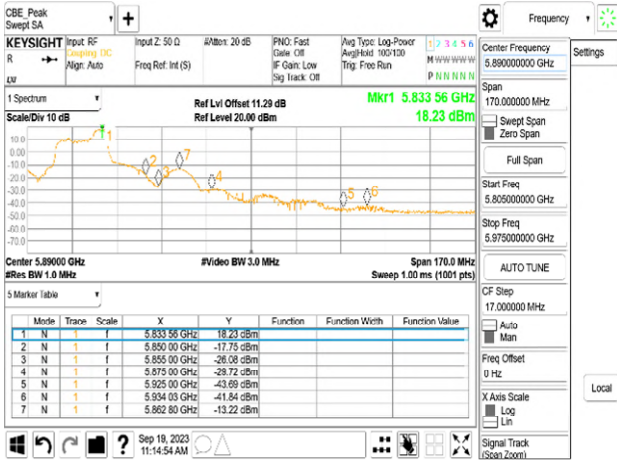 CBE_Peak
Swept SA
Frequency
KEYSIGHT
R
Input: RF
Coupling: DC
Align: Auto
Input Z: 50 Ω
Freq Ref: Int (S)
#Atten: 20 dB
PNO: Fast
Gate: Off
IF Gain: Low
Sig Track: Off
Avg Type: Log-Power
Avg|Hold: 100/100
Trig: Free Run
1 2 3 4 5 6
M W W W W W
P N N N N N
1 Spectrum
Scale/Div 10 dB
Ref Lvl Offset 11.29 dB
Ref Level 20.00 dBm
Mkr1 5.833 56 GHz
18.23 dBm
10.0
0.00
-10.0
-20.0
-30.0
-40.0
-50.0
-60.0
-70.0
1
2
3
7
4
5
6
Center 5.89000 GHz
#Res BW 1.0 MHz
#Video BW 3.0 MHz
Span 170.0 MHz
Sweep 1.00 ms (1001 pts)
5 Marker Table
Mode Trace Scale X Y Function Function Width Function Value
1 N 1 f 5.833 56 GHz 18.23 dBm
2 N 1 f 5.850 00 GHz -17.75 dBm
3 N 1 f 5.855 00 GHz -26.08 dBm
4 N 1 f 5.875 00 GHz -29.72 dBm
5 N 1 f 5.925 00 GHz -43.69 dBm
6 N 1 f 5.934 03 GHz -41.84 dBm
7 N 1 f 5.862 80 GHz -13.22 dBm
?
Sep 19, 2023
11:14:54 AM
Center Frequency
5.890000000 GHz
Span
170.000000 MHz
Swept Span
Zero Span
Full Span
Start Freq
5.805000000 GHz
Stop Freq
5.975000000 GHz
AUTO TUNE
CF Step
17.000000 MHz
Auto
Man
Freq Offset
0 Hz
X Axis Scale
Log
Lin
Signal Track
(Span Zoom)
Settings
Local